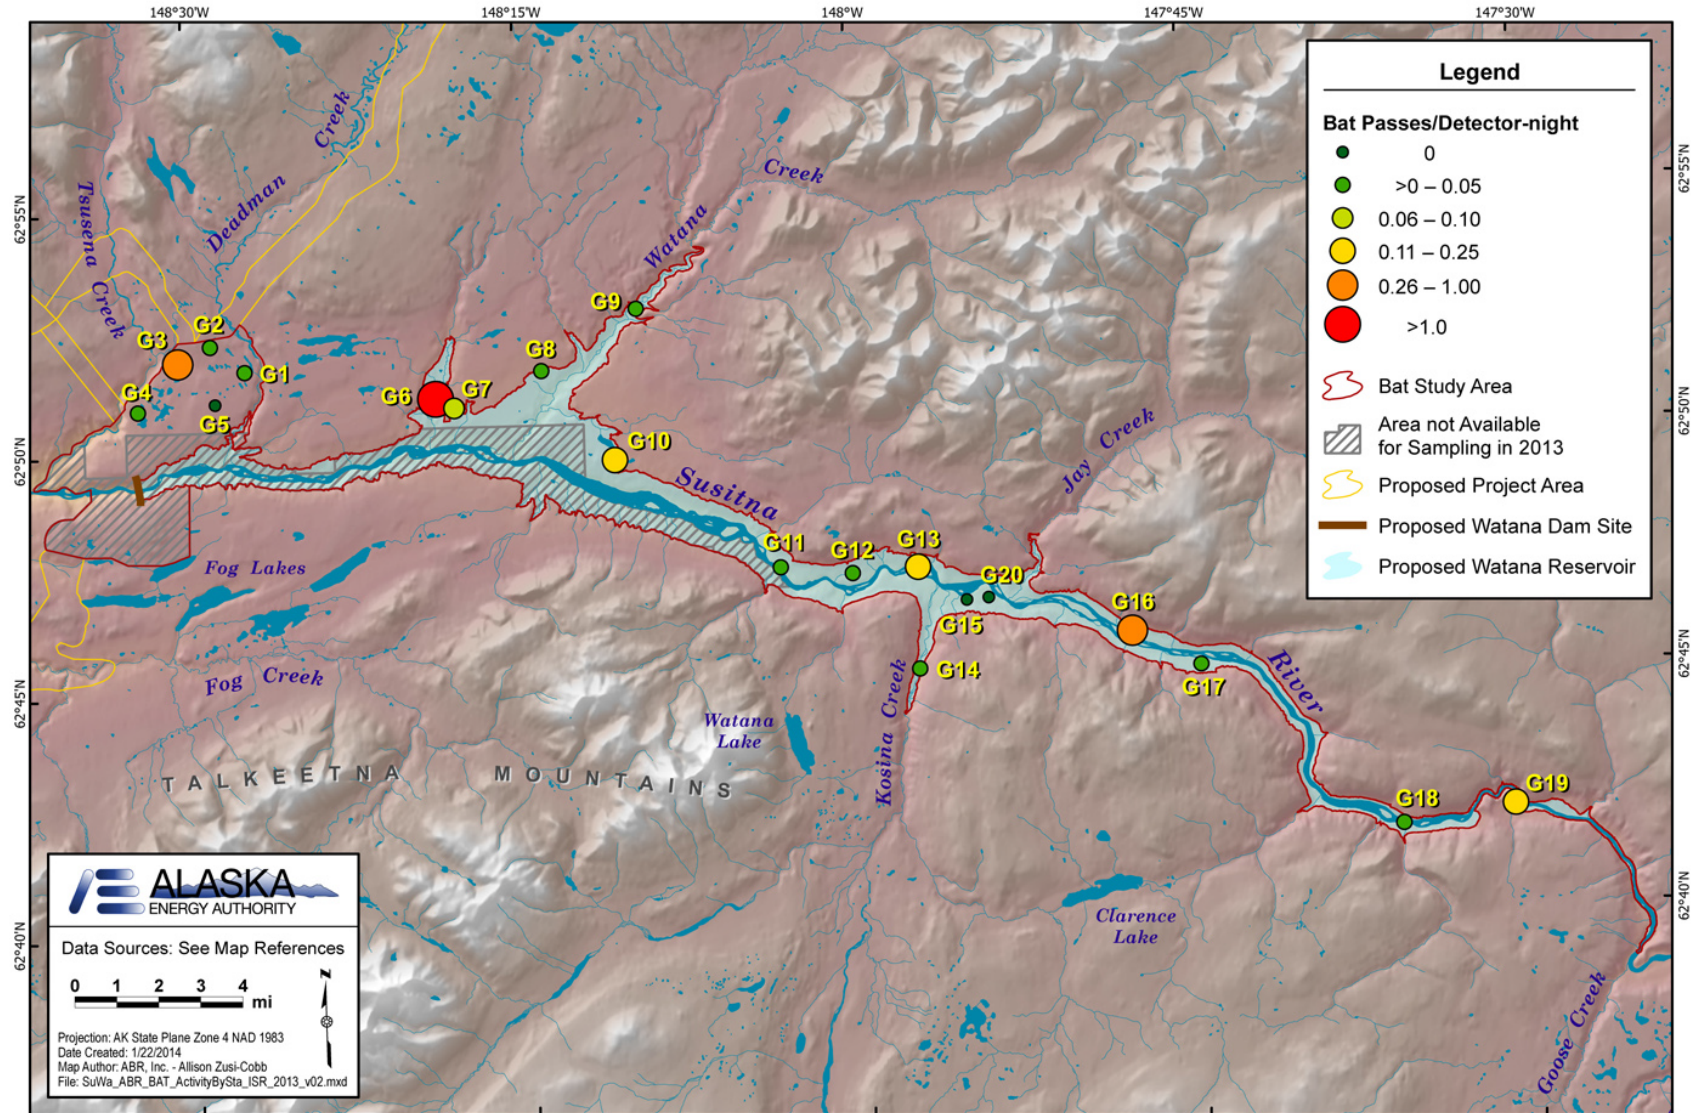 148°30'W
148°15'W
148°0'W
147°45'W
147°30'W
62°55'N
62°50'N
62°45'N
62°40'N
62°55'N
62°50'N
62°45'N
62°40'N
Legend
Bat Passes/Detector-night
0
>0 – 0.05
0.06 – 0.10
0.11 – 0.25
0.26 – 1.00
>1.0
Bat Study Area
Area not Available
for Sampling in 2013
Proposed Project Area
Proposed Watana Dam Site
Proposed Watana Reservoir
Tsusena
Creek
Deadman
Creek
Watana
Creek
G9
G3
G2
G1
G4
G5
G8
G6
G7
G10
Susitna
River
Jay Creek
G11
G12
G13
G20
G15
G16
G14
G17
G18
G19
Fog Lakes
Fog Creek
Watana
Lake
Kosina Creek
TALKEETNA MOUNTAINS
Clarence
Lake
Goose Creek
ALASKA
ENERGY AUTHORITY
Data Sources: See Map References
0 1 2 3 4
mi
N
Projection: AK State Plane Zone 4 NAD 1983
Date Created: 1/22/2014
Map Author: ABR, Inc. - Allison Zusi-Cobb
File: SuWa_ABR_BAT_ActivityBySta_ISR_2013_v02.mxd